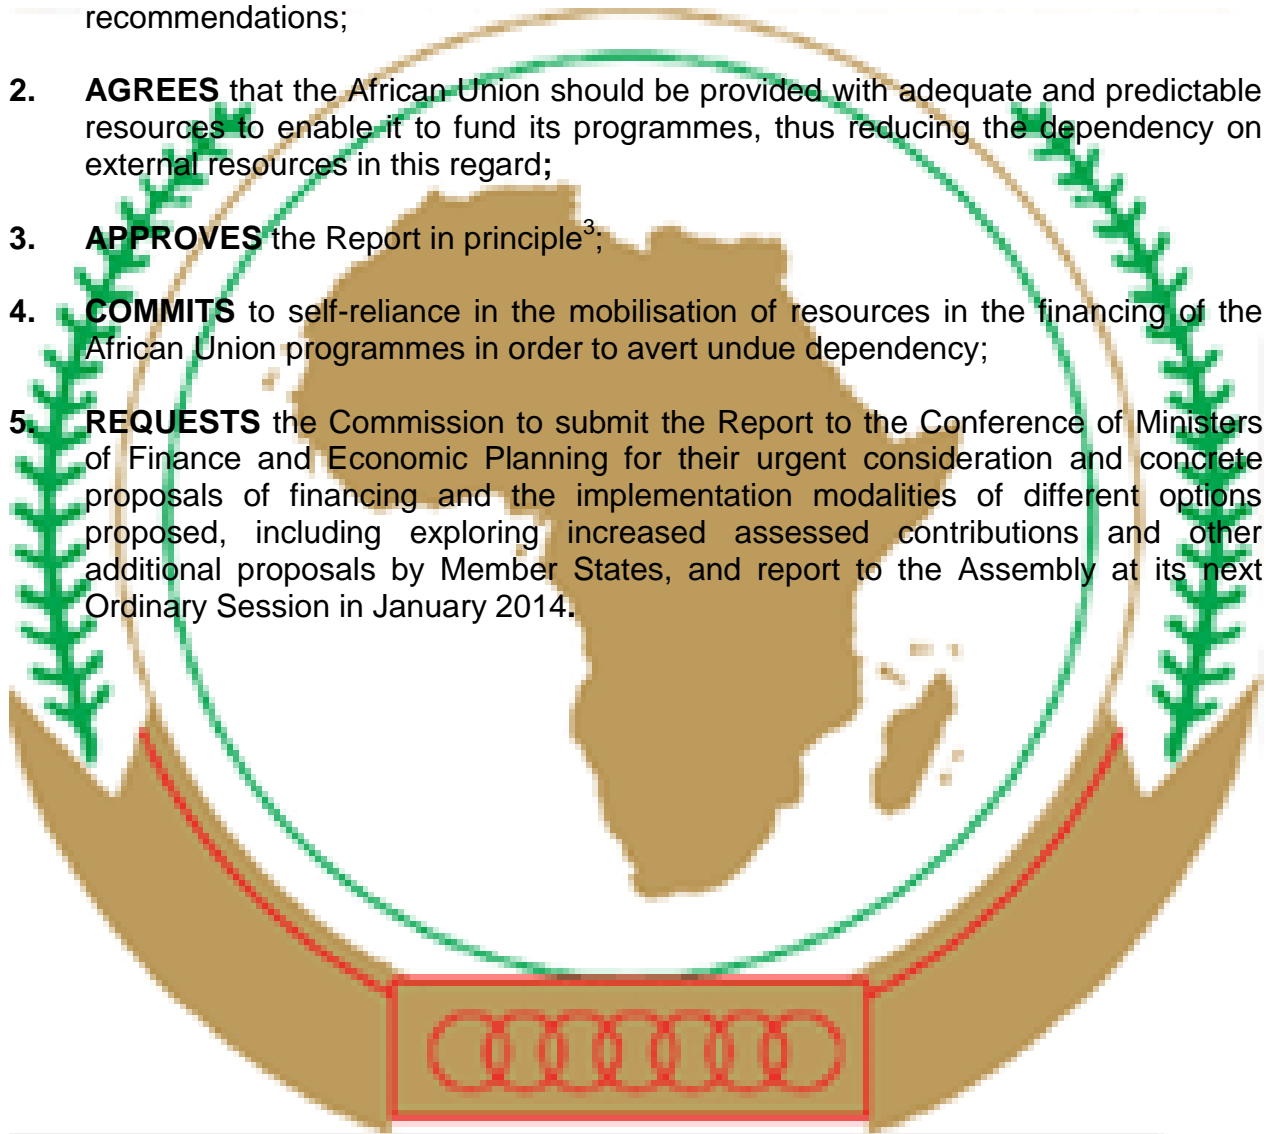 recommendations;
2. AGREES that the African Union should be provided with adequate and predictable
resources to enable it to fund its programmes, thus reducing the dependency on
external resources in this regard;
3. APPROVES the Report in principle3;
4. COMMITS to self-reliance in the mobilisation of resources in the financing of the
African Union programmes in order to avert undue dependency;
5. REQUESTS the Commission to submit the Report to the Conference of Ministers
of Finance and Economic Planning for their urgent consideration and concrete
proposals of financing and the implementation modalities of different options
proposed, including exploring increased assessed contributions and other
additional proposals by Member States, and report to the Assembly at its next
Ordinary Session in January 2014.